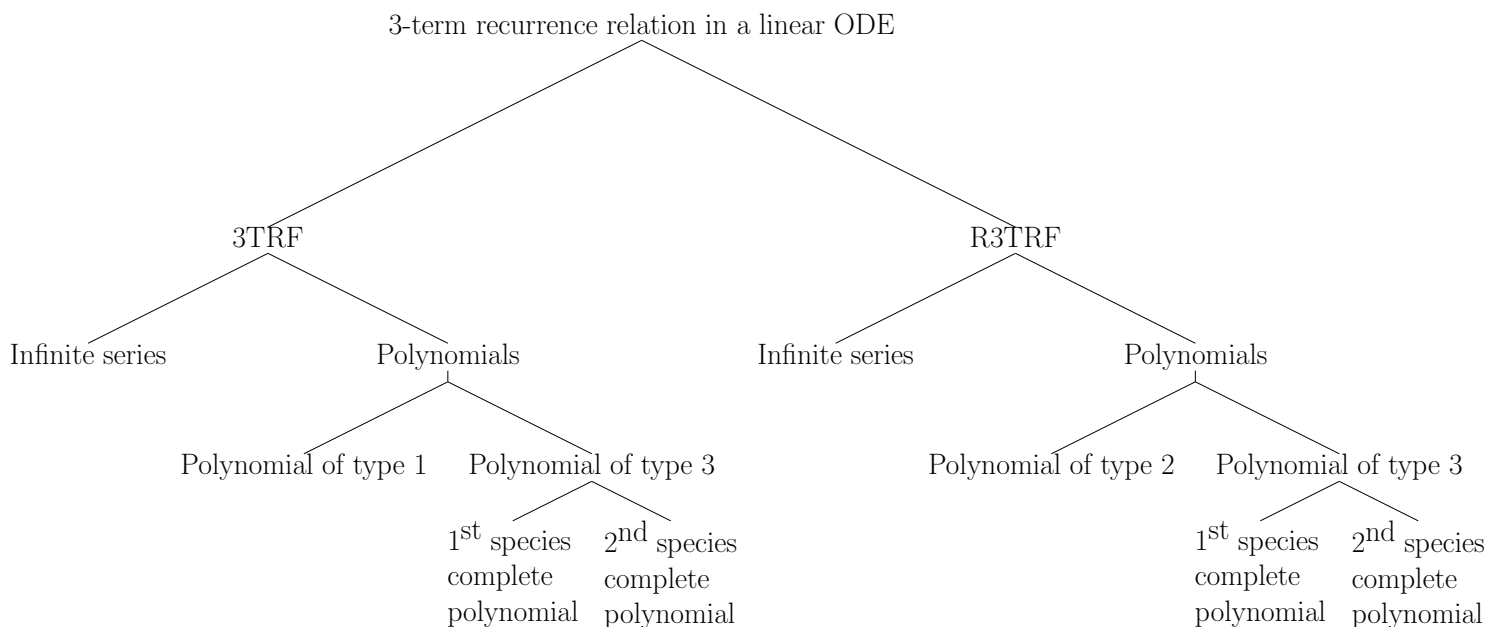 3-term recurrence relation in a linear ODE
3TRF
R3TRF
Infinite series
Polynomials
Infinite series
Polynomials
Polynomial of type 1
Polynomial of type 3
Polynomial of type 2
Polynomial of type 3
1st species
complete
polynomial
2nd species
complete
polynomial
1st species
complete
polynomial
2nd species
complete
polynomial